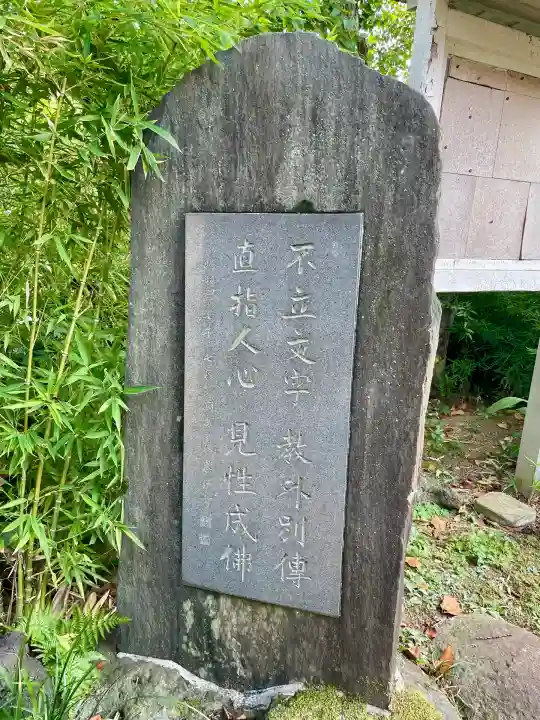 不立文字 教外別傳
直指人心 見性成佛